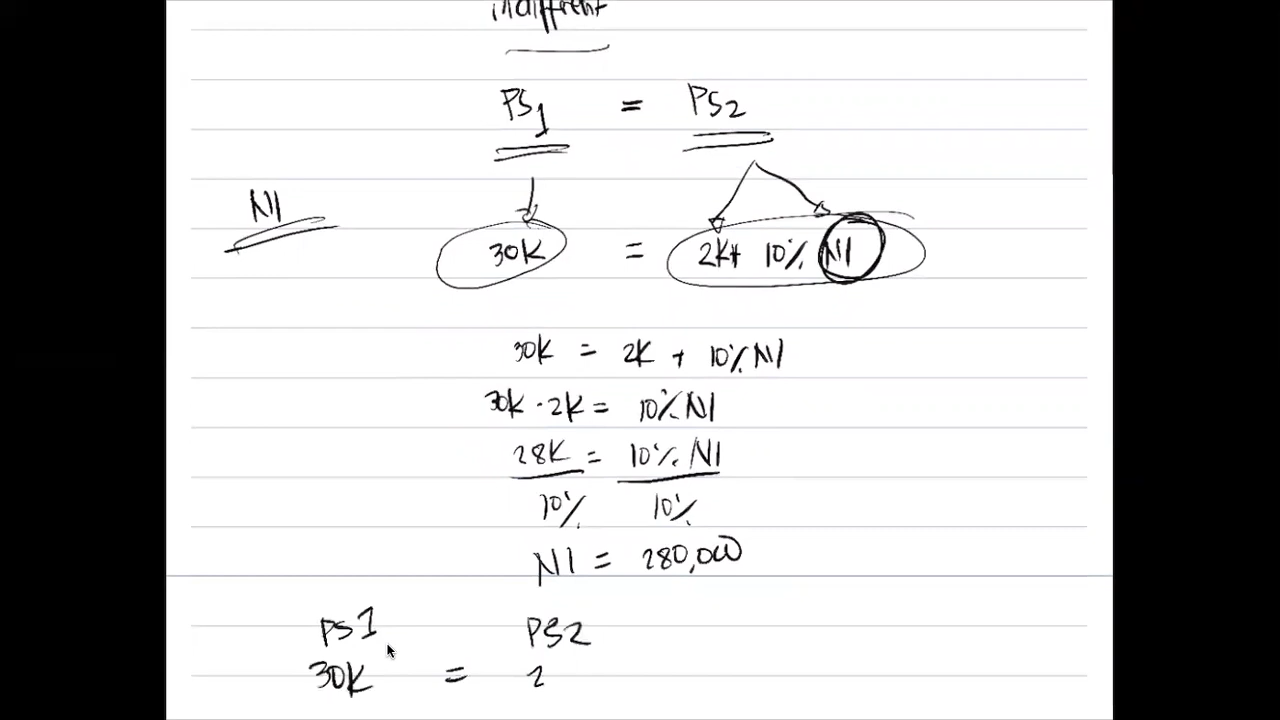 indifferent
PS1 = PS2
NI
30K = 2K+ 10% NI
30K = 2K + 10% NI
30K - 2K = 10% NI
28K = 10% NI
10% 10%
NI = 280,000
PS1 PS2
30K = 2